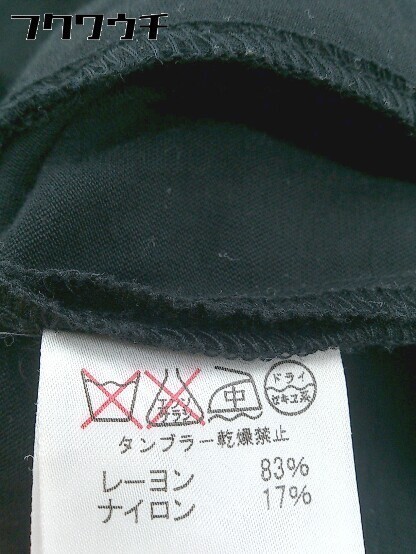 フクワウチ
エンソ
サラシ
中
ドライ
セキユ系
タンブラー乾燥禁止
レーヨン 83%
ナイロン 17%